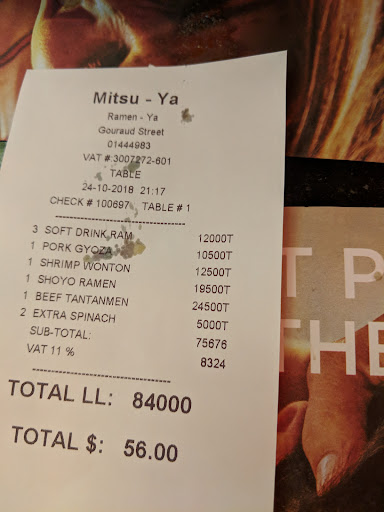 Mitsu - Ya
Ramen - Ya
Gouraud Street
01444983
VAT # 3007272-601
TABLE
24-10-2018 21:17
CHECK # 100697 TABLE # 1
3 SOFT DRINK RAM 12000T
1 PORK GYOZA 10500T
1 SHRIMP WONTON 12500T
1 SHOYO RAMEN 19500T
1 BEEF TANTANMEN 24500T
2 EXTRA SPINACH 5000T
SUB-TOTAL: 75676
VAT 11 % 8324
TOTAL LL: 84000
TOTAL $: 56.00
T P
THE